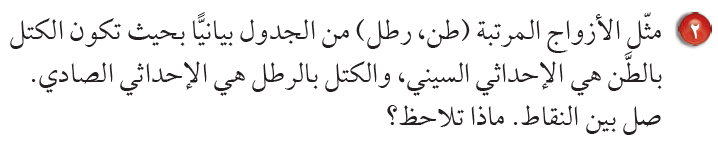 ٢ مثّل الأزواج المرتبة (طن، رطل) من الجدول بيانيًّا بحيث تكون الكتل
بالطَّن هي الإحداثي السيني، والكتل بالرطل هي الإحداثي الصادي.
صل بين النقاط. ماذا تلاحظ؟